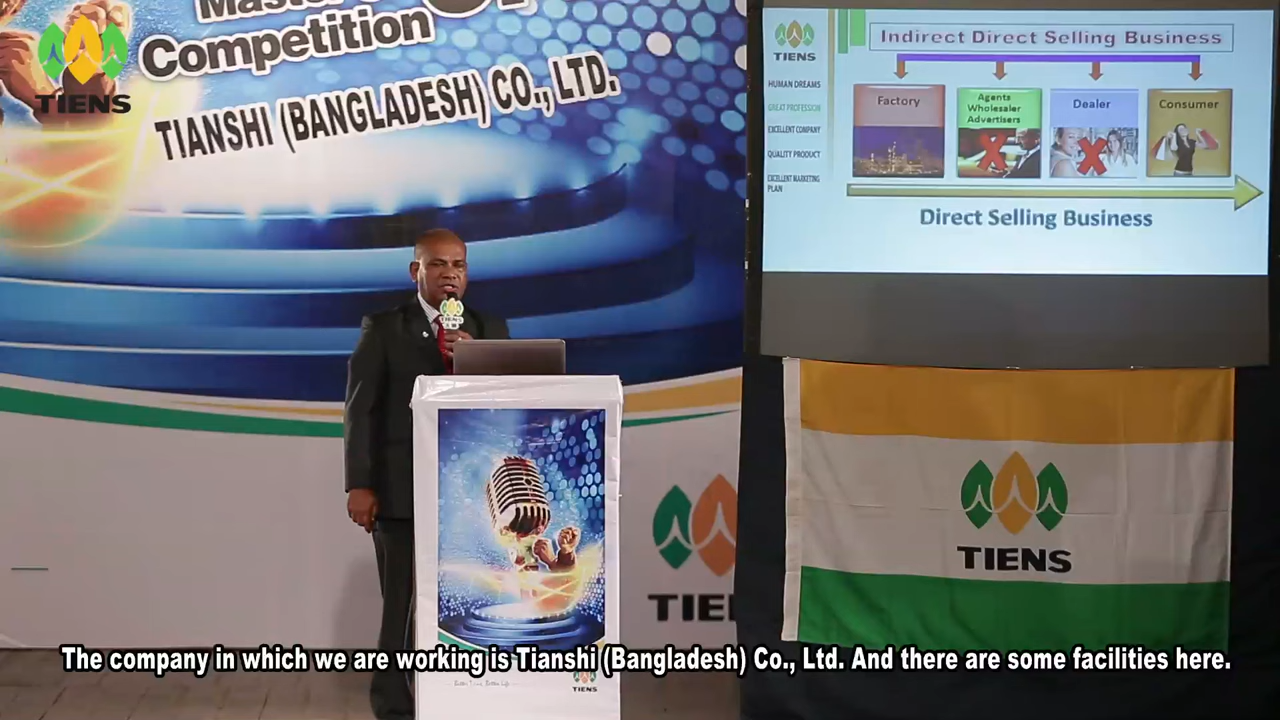 Competition
TIENS
TIANSHI (BANGLADESH) CO., LTD.
TIENS
Indirect Direct Selling Business
HUMAN DREAMS
GREAT PROFESSION
EXCELLENT COMPANY
QUALITY PRODUCT
EXCELLENT MARKETING
PLAN
Factory
Agents
Wholesaler
Advertisers
Dealer
Consumer
Direct Selling Business
TIENS
TIENS
TIENS
The company in which we are working is Tianshi (Bangladesh) Co., Ltd. And there are some facilities here.